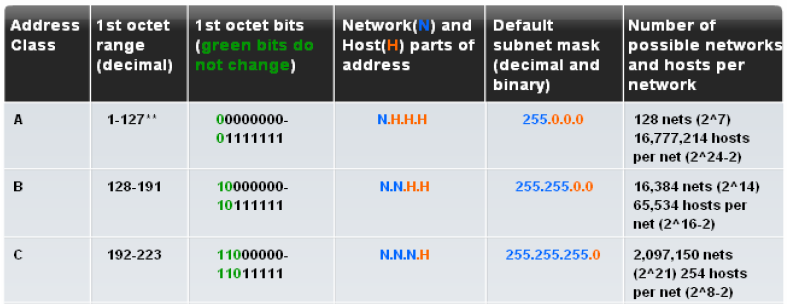 Address Class
1st octet range (decimal)
1st octet bits (green bits do not change)
Network(N) and Host(H) parts of address
Default subnet mask (decimal and binary)
Number of possible networks and hosts per network
A
1-127**
00000000-
01111111
N.H.H.H
255.0.0.0
128 nets (2^7)
16,777,214 hosts
per net (2^24-2)
B
128-191
10000000-
10111111
N.N.H.H
255.255.0.0
16,384 nets (2^14)
65,534 hosts per
net (2^16-2)
C
192-223
11000000-
11011111
N.N.N.H
255.255.255.0
2,097,150 nets
(2^21) 254 hosts
per net (2^8-2)